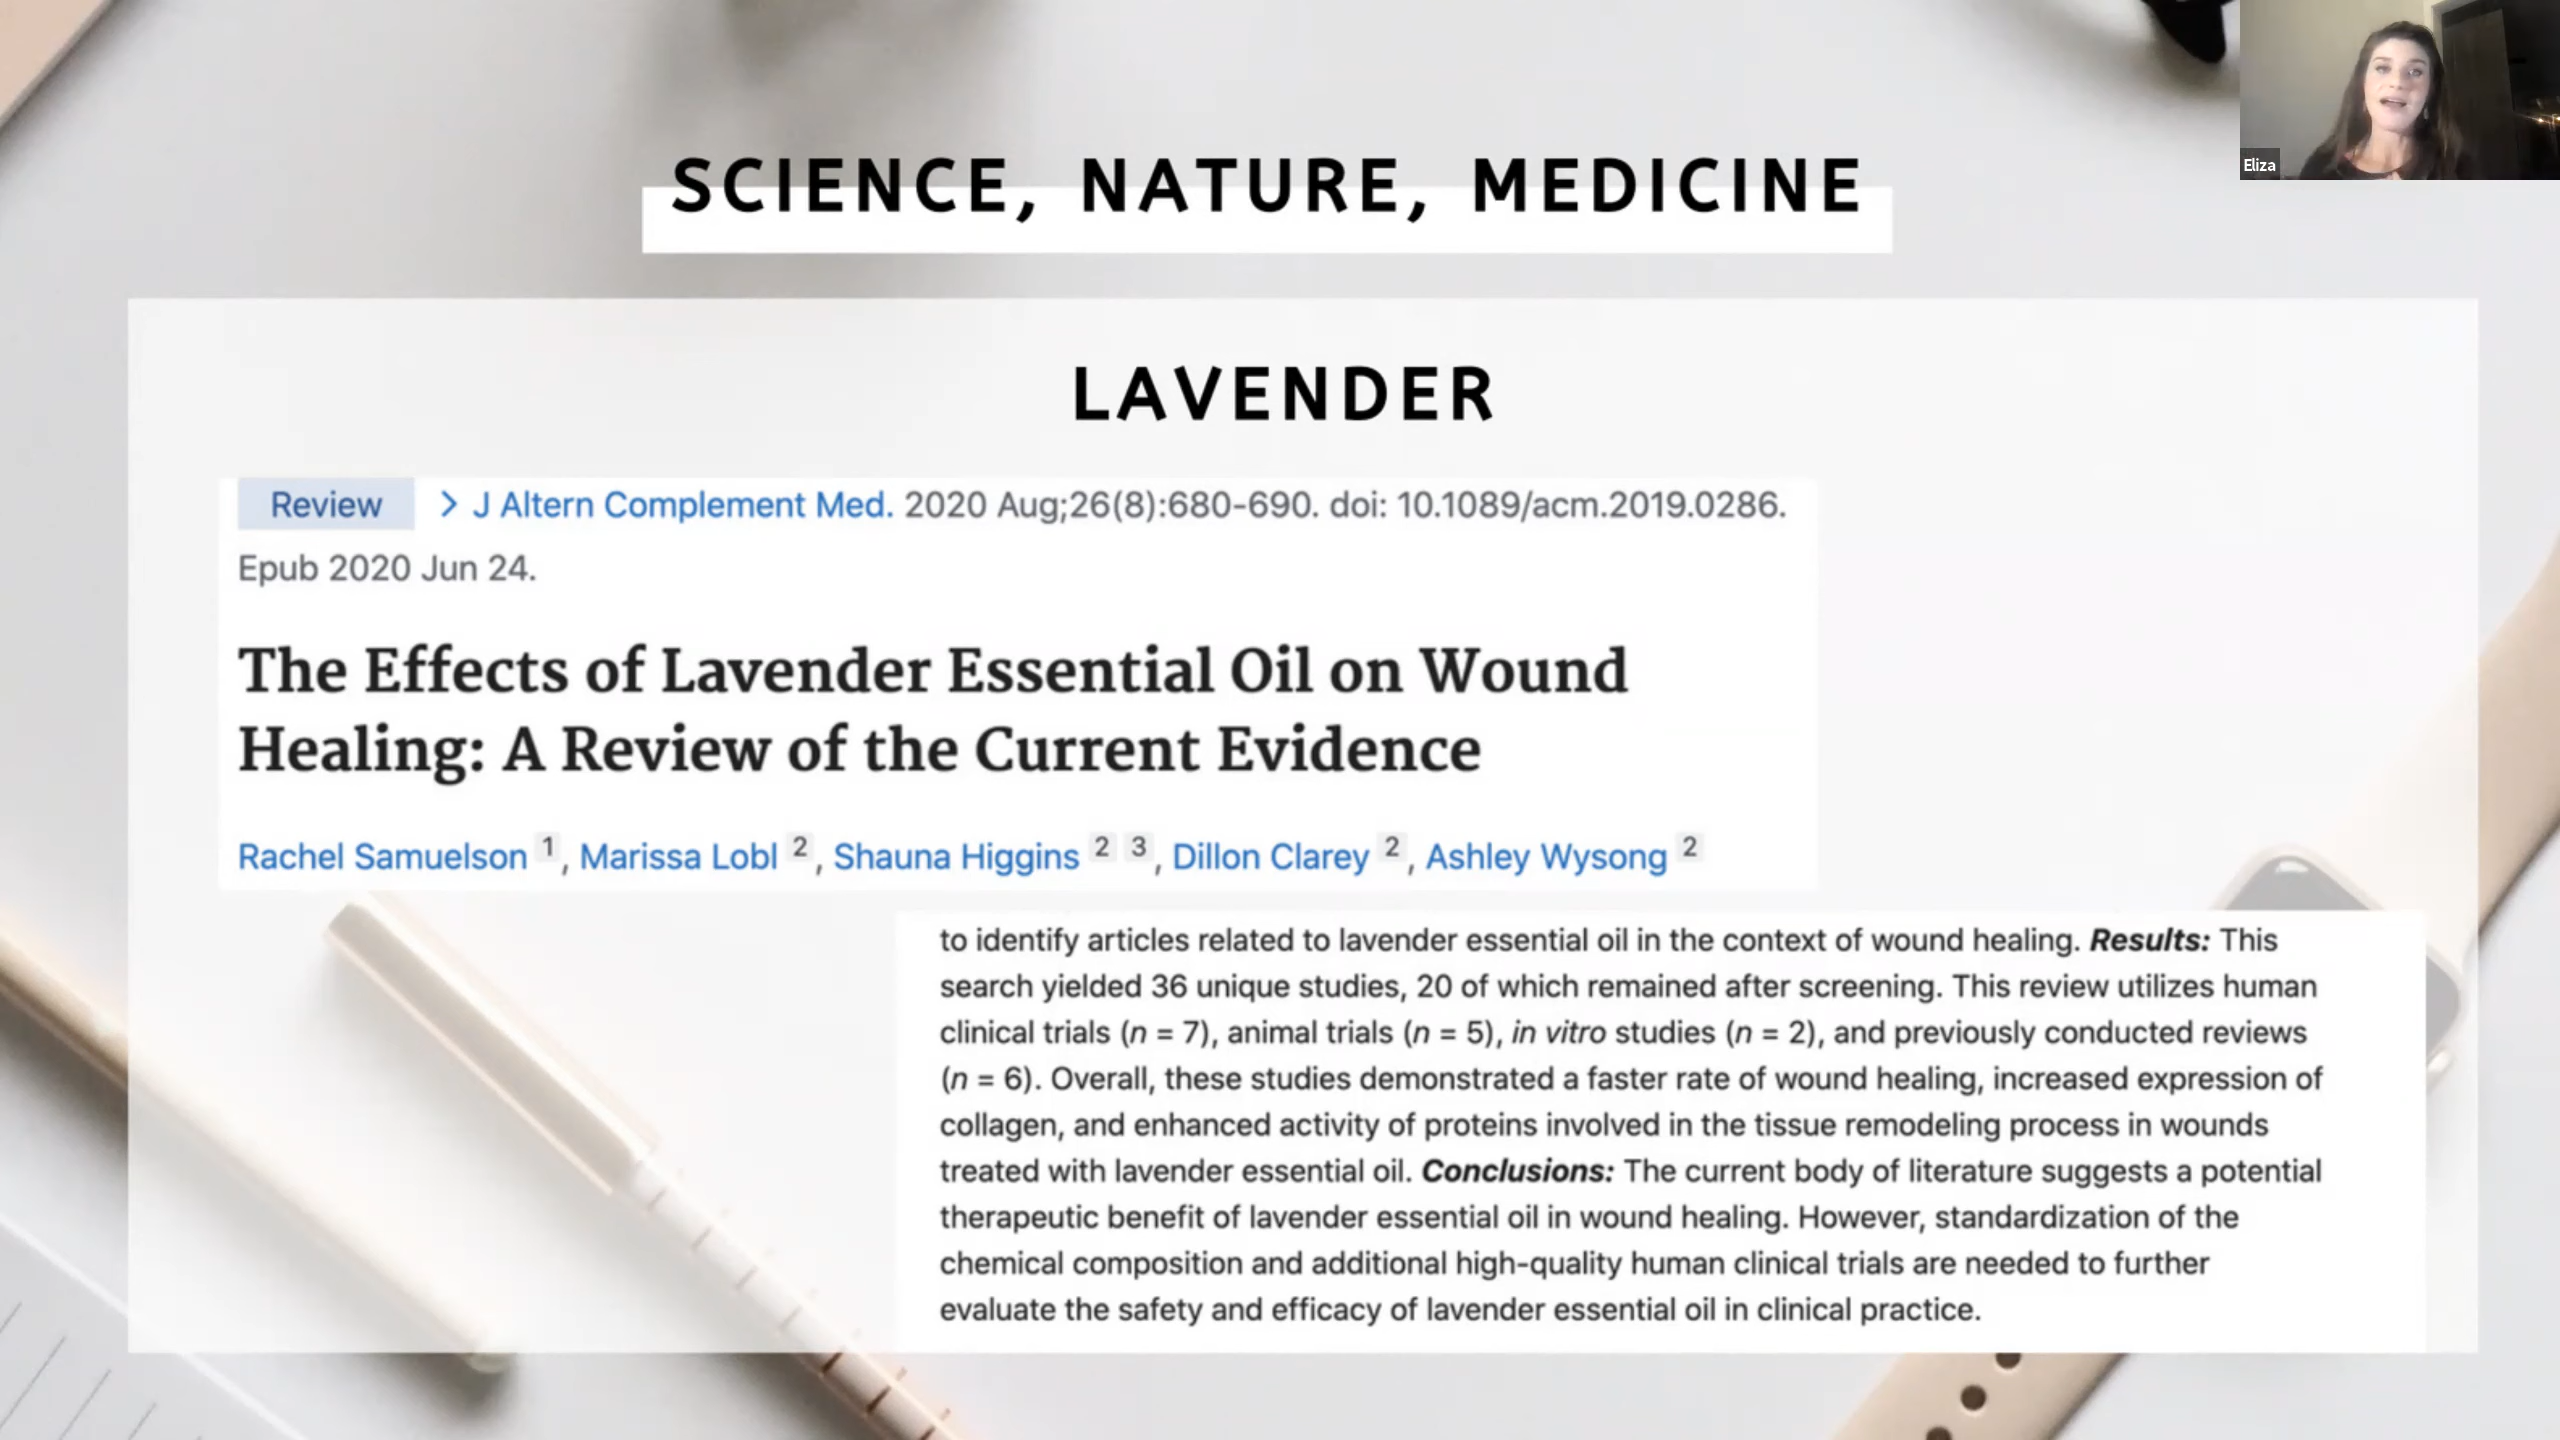 Eliza
SCIENCE, NATURE, MEDICINE
LAVENDER
Review > J Altern Complement Med. 2020 Aug;26(8):680-690. doi: 10.1089/acm.2019.0286.
Epub 2020 Jun 24.
The Effects of Lavender Essential Oil on Wound
Healing: A Review of the Current Evidence
Rachel Samuelson 1, Marissa Lobl 2, Shauna Higgins 2 3, Dillon Clarey 2, Ashley Wysong 2
to identify articles related to lavender essential oil in the context of wound healing. Results: This
search yielded 36 unique studies, 20 of which remained after screening. This review utilizes human
clinical trials (n = 7), animal trials (n = 5), in vitro studies (n = 2), and previously conducted reviews
(n = 6). Overall, these studies demonstrated a faster rate of wound healing, increased expression of
collagen, and enhanced activity of proteins involved in the tissue remodeling process in wounds
treated with lavender essential oil. Conclusions: The current body of literature suggests a potential
therapeutic benefit of lavender essential oil in wound healing. However, standardization of the
chemical composition and additional high-quality human clinical trials are needed to further
evaluate the safety and efficacy of lavender essential oil in clinical practice.